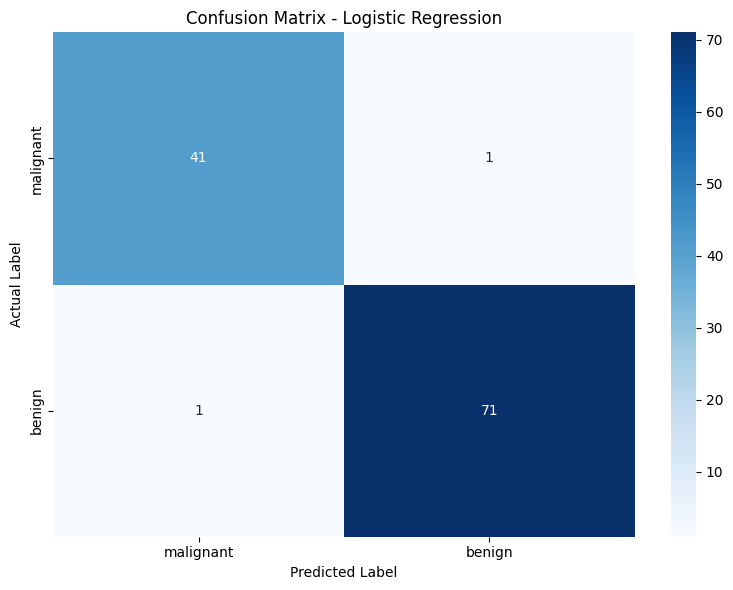 Confusion Matrix - Logistic Regression
Actual Label
malignant
benign
41
1
1
71
malignant
benign
Predicted Label
70
60
50
40
30
20
10